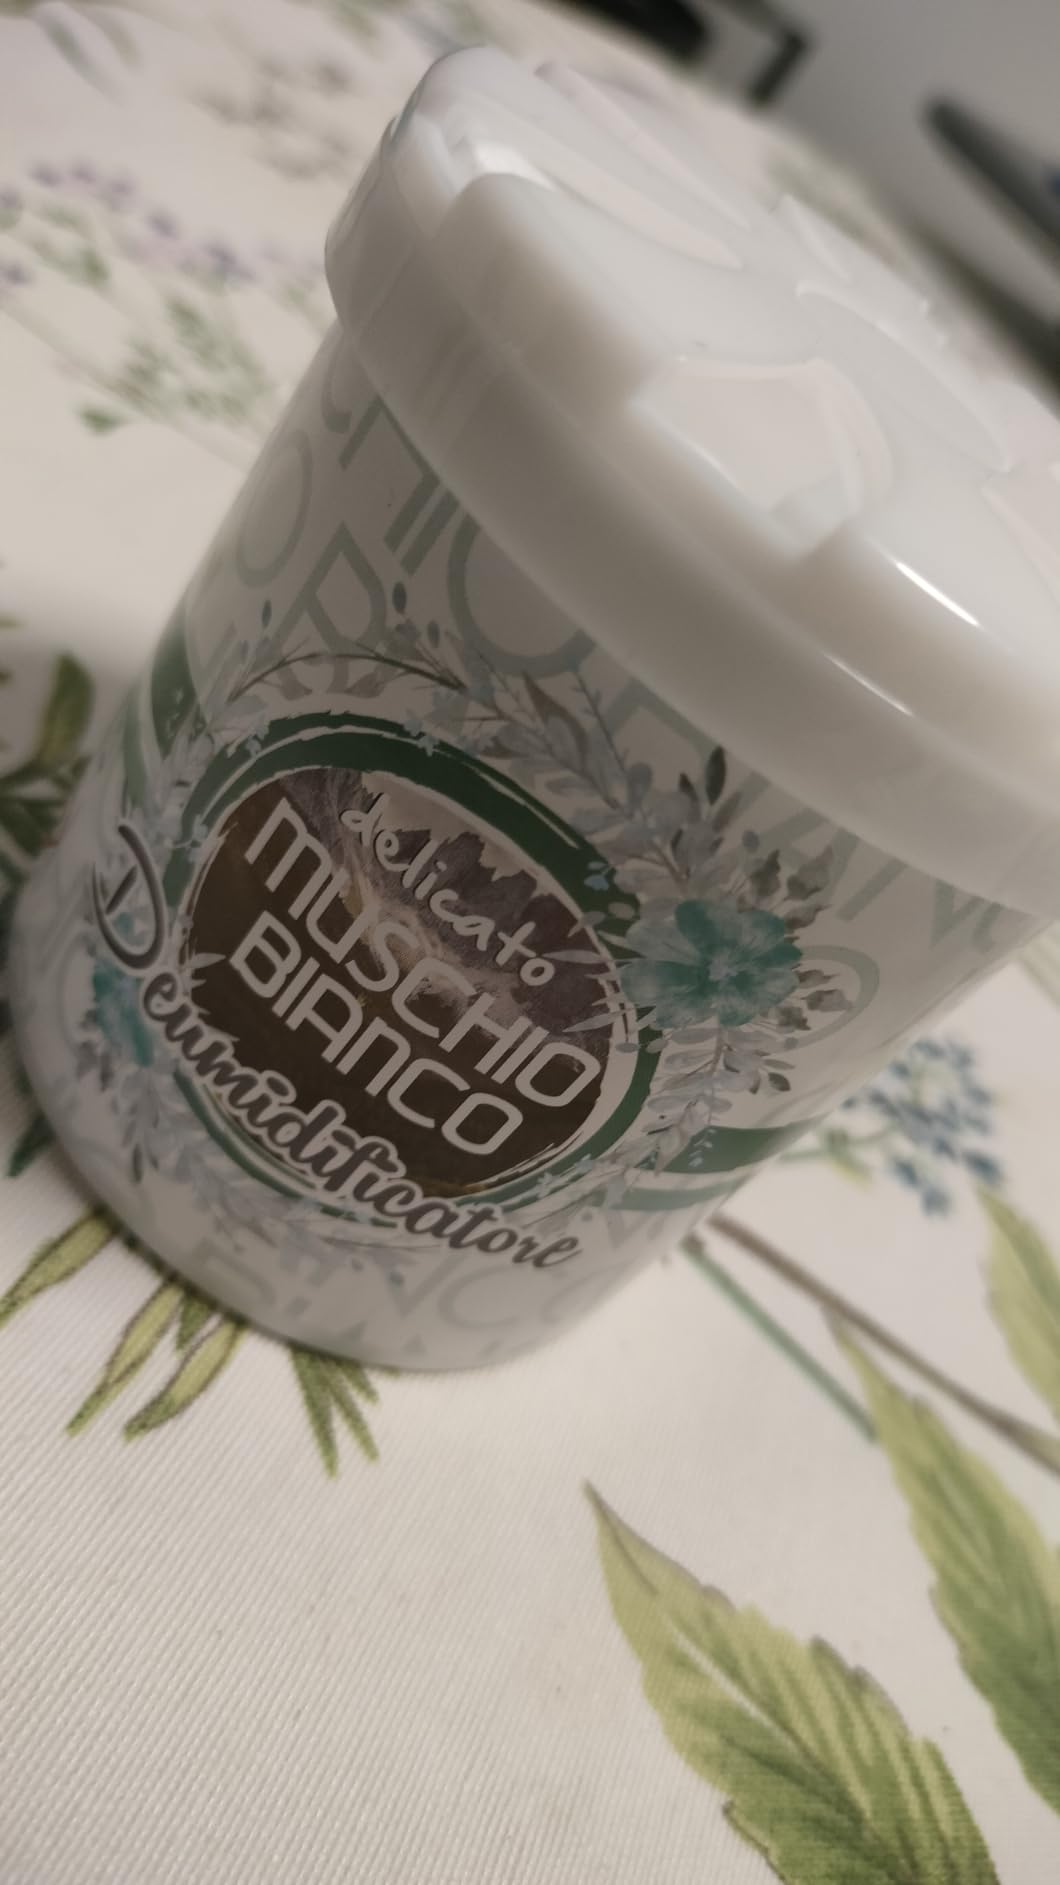 delicato
MUSCHIO
BIANCO
Deumidificatore